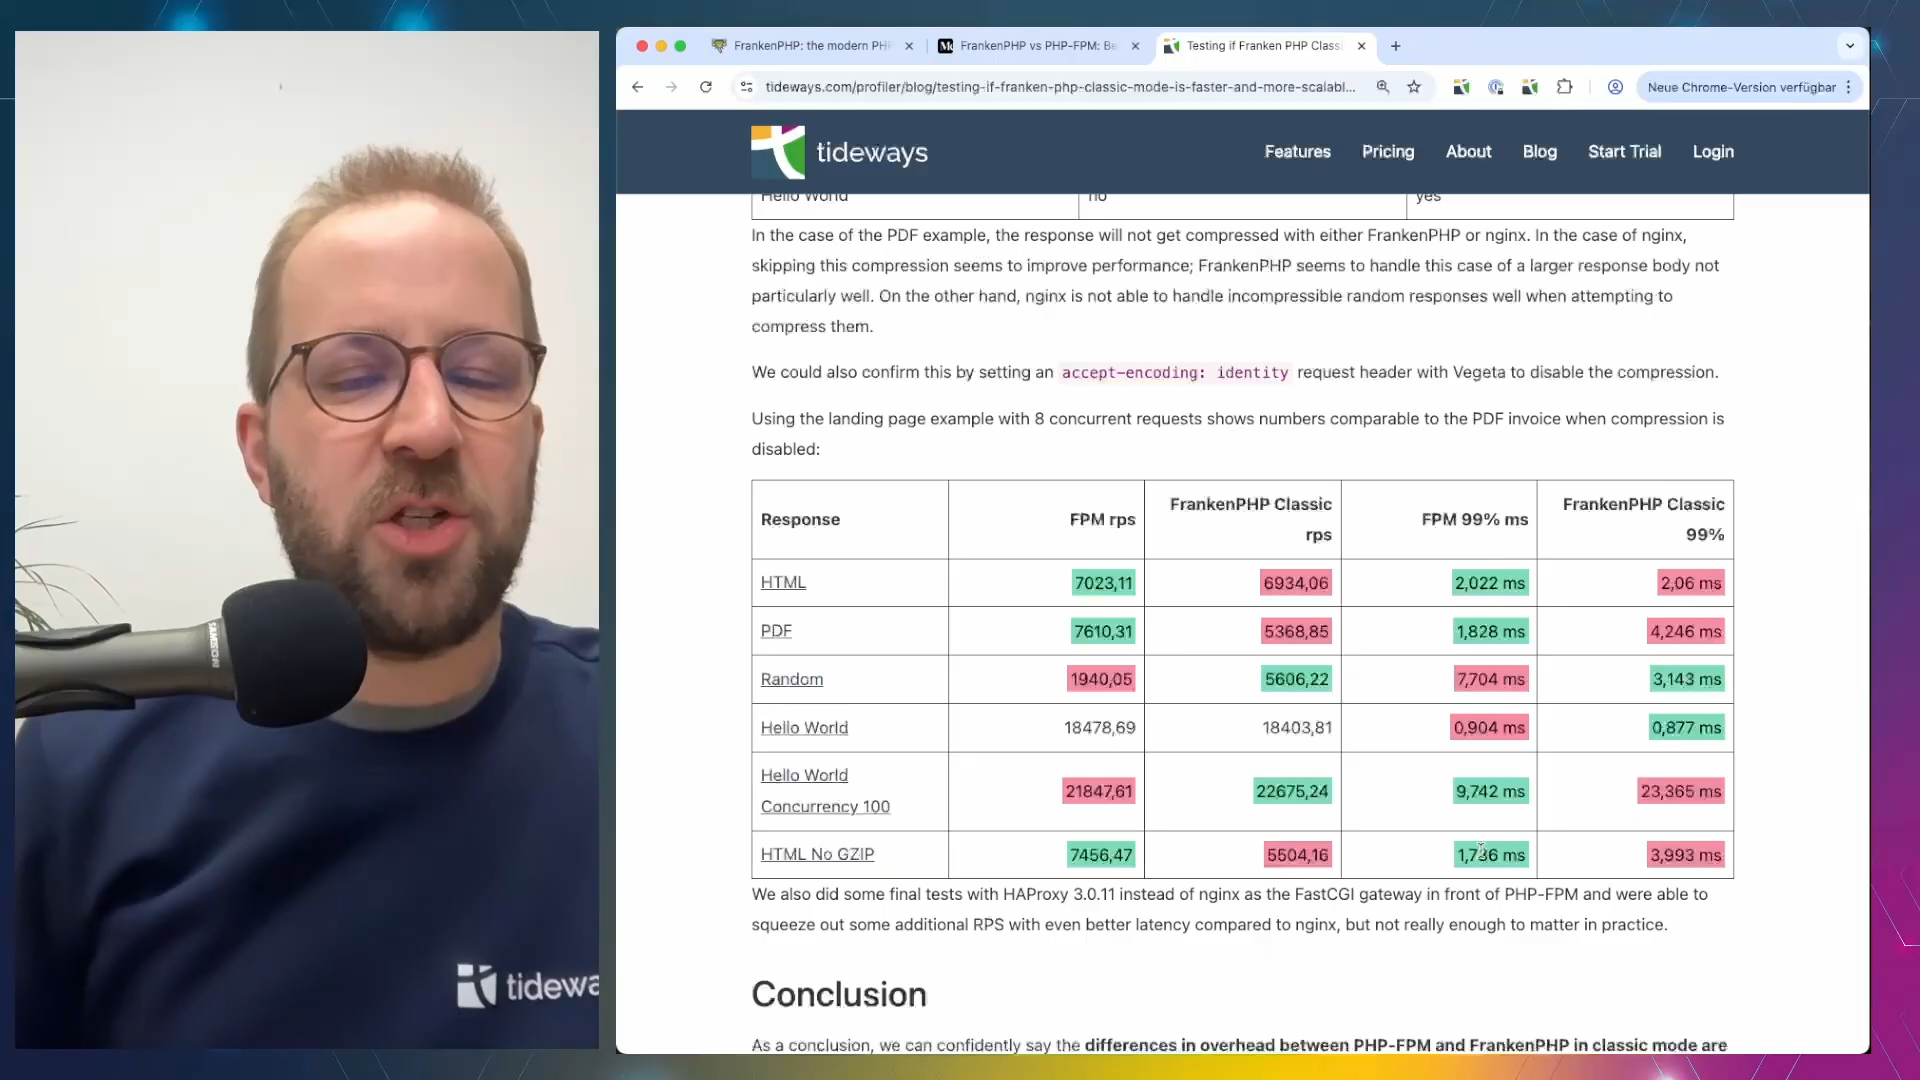 FrankenPHP: the modern PHP
FrankenPHP vs PHP-FPM: Be
Testing if Franken PHP Class
tideways.com/profiler/blog/testing-if-franken-php-classic-mode-is-faster-and-more-scalabl...
Neue Chrome-Version verfügbar
tideways
Features
Pricing
About
Blog
Start Trial
Login
Hello World
no
yes
In the case of the PDF example, the response will not get compressed with either FrankenPHP or nginx. In the case of nginx,
skipping this compression seems to improve performance; FrankenPHP seems to handle this case of a larger response body not
particularly well. On the other hand, nginx is not able to handle incompressible random responses well when attempting to
compress them.
We could also confirm this by setting an accept-encoding: identity request header with Vegeta to disable the compression.
Using the landing page example with 8 concurrent requests shows numbers comparable to the PDF invoice when compression is
disabled:
Response
FPM rps
FrankenPHP Classic
rps
FPM 99% ms
FrankenPHP Classic
99%
HTML
7023,11
6934,06
2,022 ms
2,06 ms
PDF
7610,31
5368,85
1,828 ms
4,246 ms
Random
1940,05
5606,22
7,704 ms
3,143 ms
Hello World
18478,69
18403,81
0,904 ms
0,877 ms
Hello World
Concurrency 100
21847,61
22675,24
9,742 ms
23,365 ms
HTML No GZIP
7456,47
5504,16
ms
3,993 ms
We also did some final tests with HAProxy 3.0.11 instead of nginx as the FastCGI gateway in front of PHP-FPM and were able to
squeeze out some additional RPS with even better latency compared to nginx, but not really enough to matter in practice.
Conclusion
As a conclusion, we can confidently say the differences in overhead between PHP-FPM and FrankenPHP in classic mode are
SAMSON
tidewa